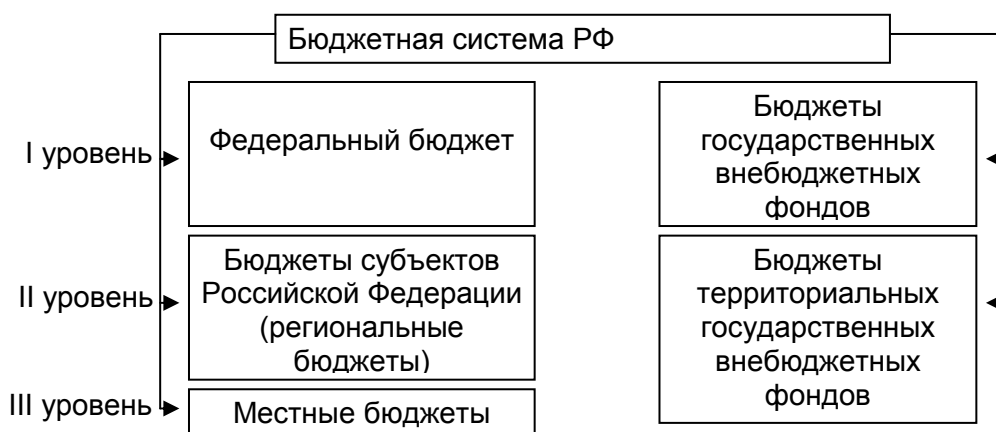 Бюджетная система РФ
I уровень
Федеральный бюджет
Бюджеты
государственных
внебюджетных
фондов
II уровень
Бюджеты субъектов
Российской Федерации
(региональные
бюджеты)
Бюджеты
территориальных
государственных
внебюджетных
фондов
III уровень
Местные бюджеты